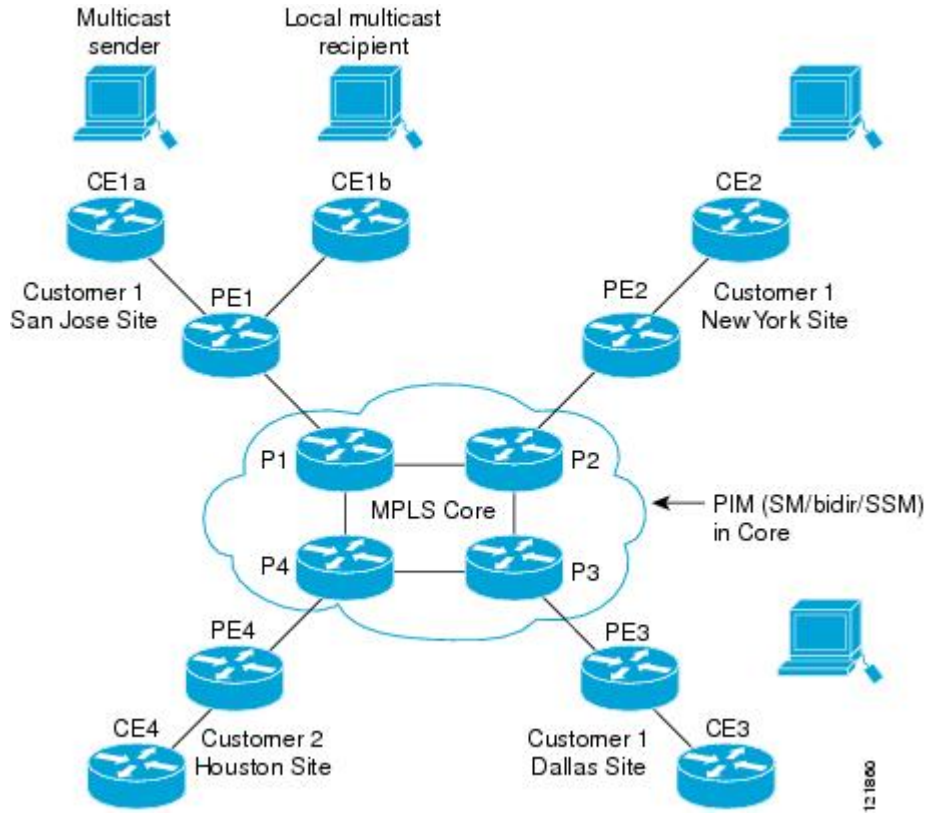 Multicast
sender
Local multicast
recipient
CE1a
CE1b
CE2
Customer 1
San Jose Site
PE1
PE2
Customer 1
New York Site
P1
P2
MPLS Core
PIM (SM/bidir/SSM)
in Core
P4
P3
PE4
PE3
CE4
Customer 2
Houston Site
Customer 1
Dallas Site
CE3
121860